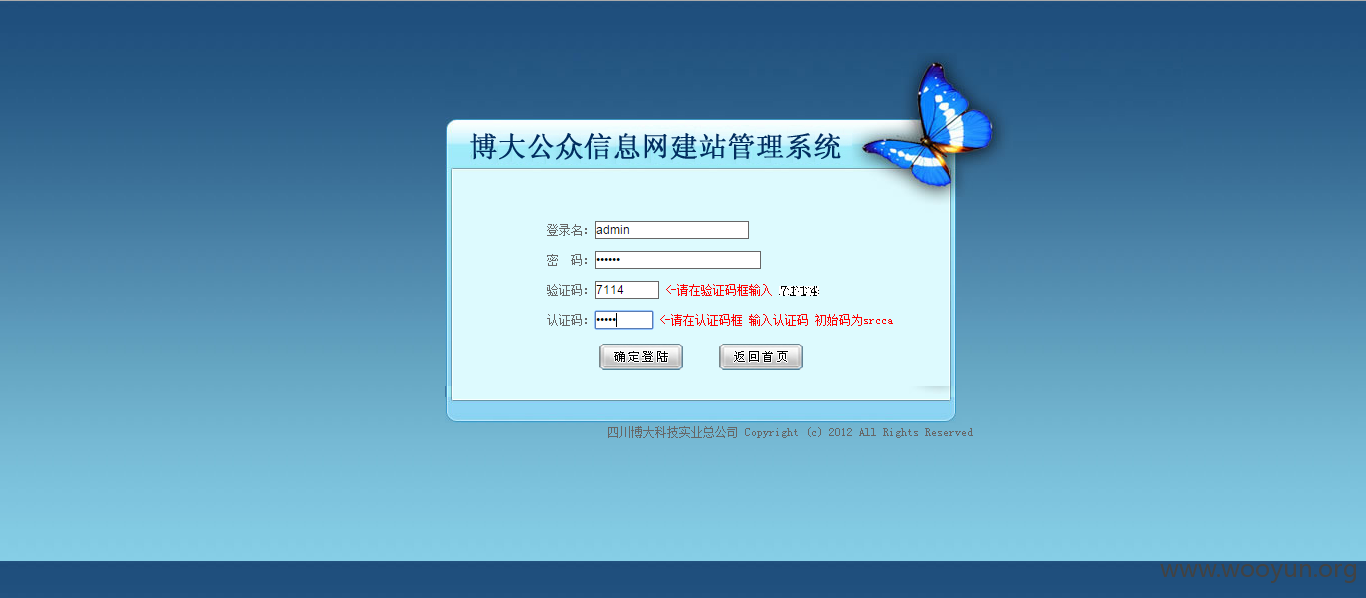 博大公众信息网建站管理系统
登录名: admin
密 码: ••••••
验证码: 7114 <-请在验证码框输入 7114
认证码: ••••• <-请在认证码框 输入认证码 初始码为srcca
确定登陆 返回首页
四川博大科技实业总公司 Copyright (c) 2012 All Rights Reserved
www.wooyun.org